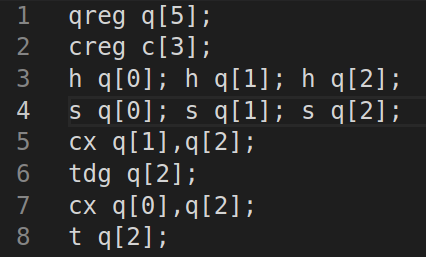 1 qreg q[5];
2 creg c[3];
3 h q[0]; h q[1]; h q[2];
4 s q[0]; s q[1]; s q[2];
5 cx q[1],q[2];
6 tdg q[2];
7 cx q[0],q[2];
8 t q[2];